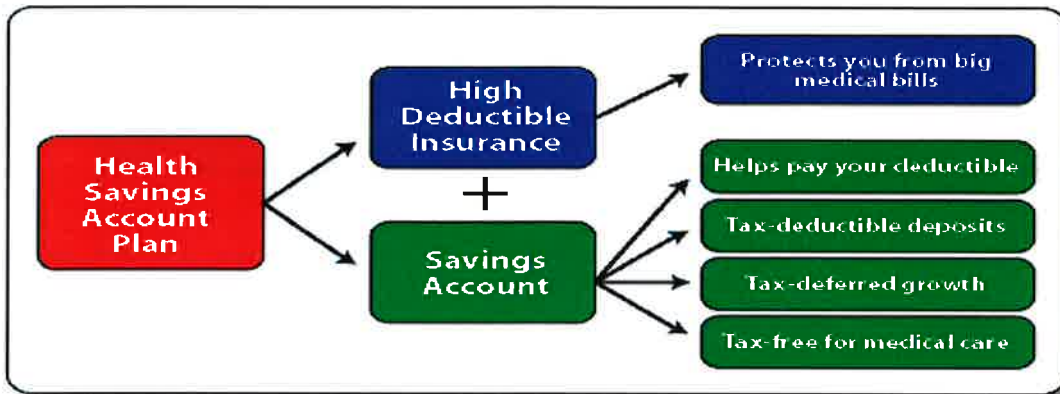 Health
Savings
Account
Plan
High
Deductible
Insurance
+
Savings
Account
Protects you from big
medical bills
Helps pay your deductible
Tax-deductible deposits
Tax-deferred growth
Tax-free for medical care